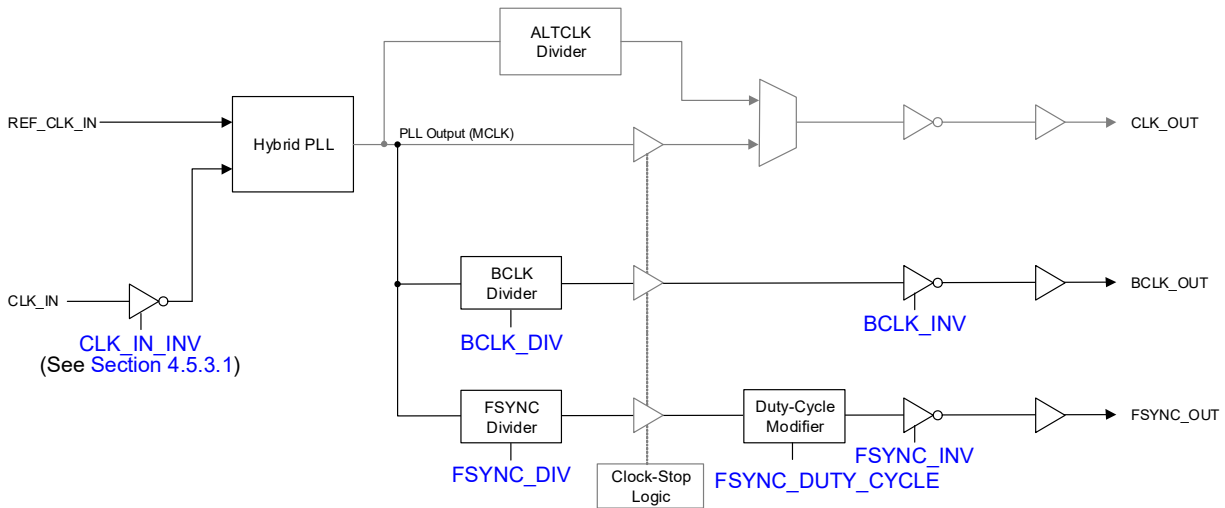 ALTCLK
Divider
REF_CLK_IN
Hybrid PLL
PLL Output (MCLK)
CLK_OUT
CLK_IN
CLK_IN_INV
(See Section 4.5.3.1)
BCLK
Divider
BCLK_DIV
BCLK_INV
BCLK_OUT
FSYNC
Divider
FSYNC_DIV
Clock-Stop
Logic
Duty-Cycle
Modifier
FSYNC_DUTY_CYCLE
FSYNC_INV
FSYNC_OUT